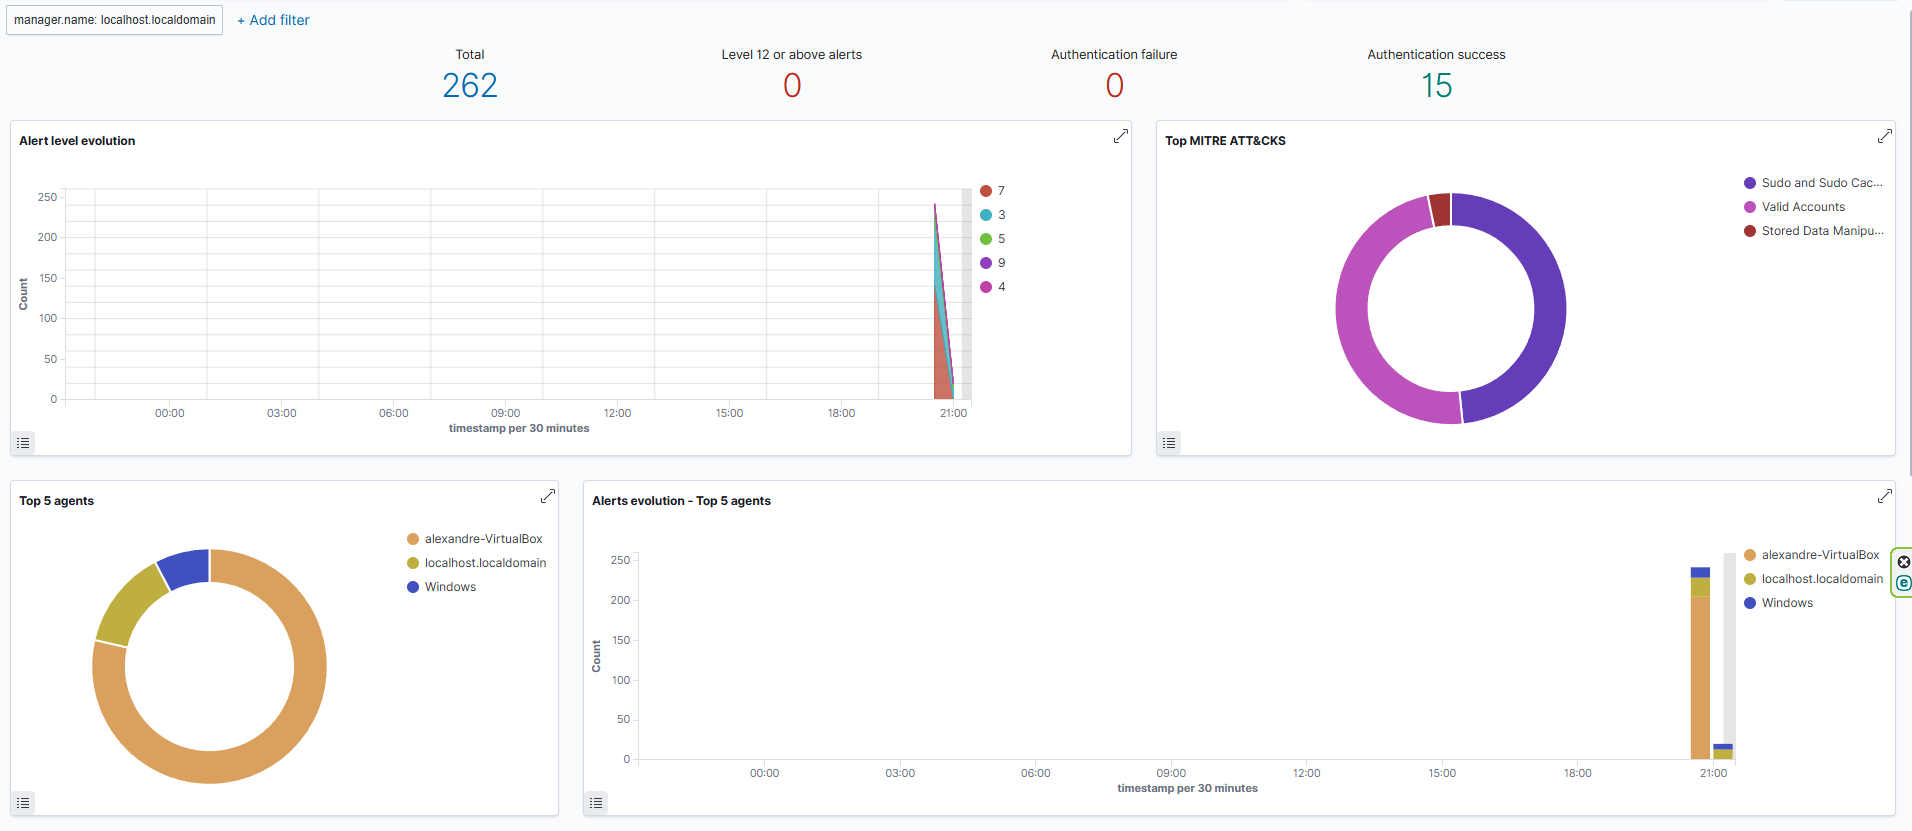 manager.name: localhost.localdomain
+ Add filter
Total
262
Level 12 or above alerts
0
Authentication failure
0
Authentication success
15
Alert level evolution
250
200
150
100
50
0
Count
00:00
03:00
06:00
09:00
12:00
15:00
18:00
21:00
timestamp per 30 minutes
7
3
5
9
4
Top MITRE ATT&CKS
Sudo and Sudo Cac...
Valid Accounts
Stored Data Manipu...
Top 5 agents
alexandre-VirtualBox
localhost.localdomain
Windows
Alerts evolution - Top 5 agents
250
200
150
100
50
0
Count
00:00
03:00
06:00
09:00
12:00
15:00
18:00
21:00
timestamp per 30 minutes
alexandre-VirtualBox
localhost.localdomain
Windows
e